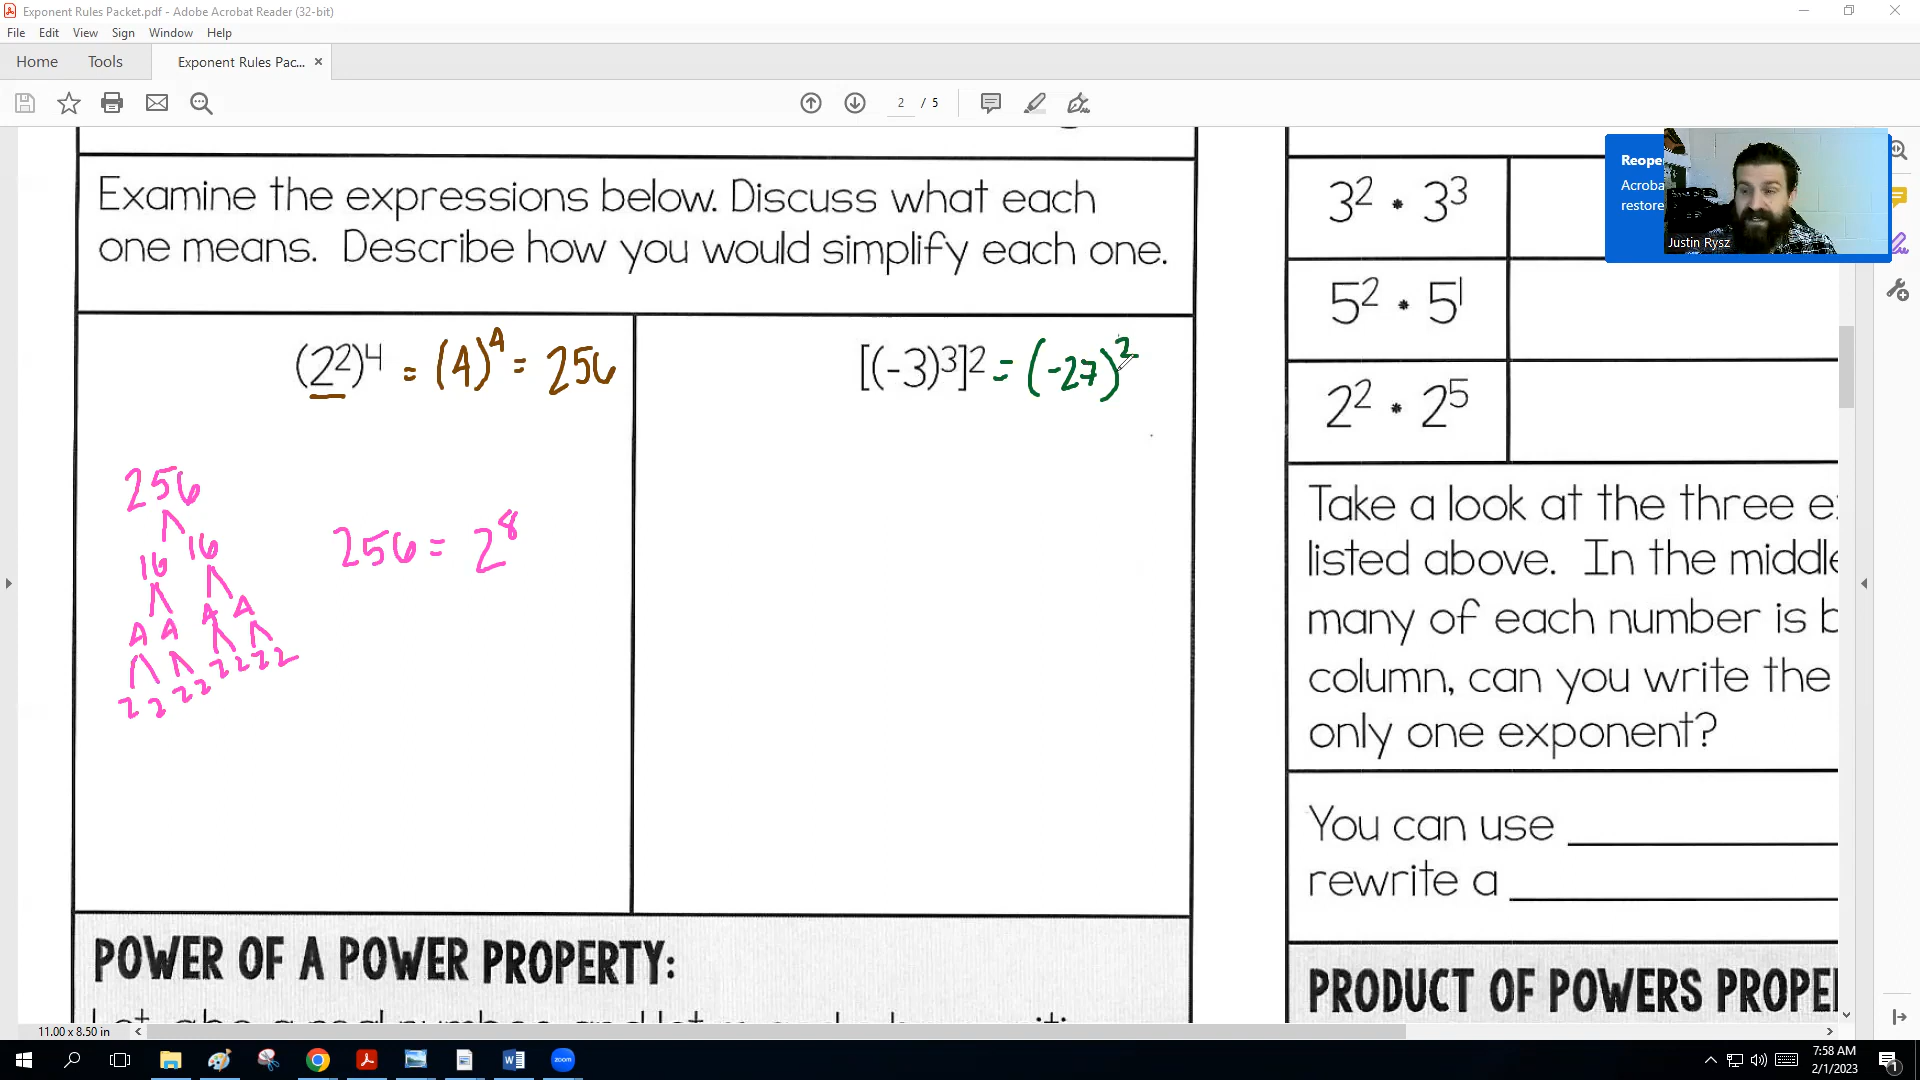 Exponent Rules Packet.pdf - Adobe Acrobat Reader (32-bit)
File Edit View Sign Window Help
Home Tools Exponent Rules Pac... ×
2 / 5
Examine the expressions below. Discuss what each
one means. Describe how you would simplify each one.
(2²)⁴ = (4)⁴ = 256
[(-3)³]² = (-27)²
256
16 16
4 4 4 4
2 2 2 2 2 2 2 2
256 = 2⁸
POWER OF A POWER PROPERTY:
3² • 3³
5² • 5¹
2² • 2⁵
Take a look at the three e
listed above. In the middle
many of each number is b
column, can you write the
only one exponent?
You can use
rewrite a
PRODUCT OF POWERS PROPE
Reope
Acroba
restore
Justin Rysz
11.00 x 8.50 in
zoom
7:58 AM
2/1/2023
1